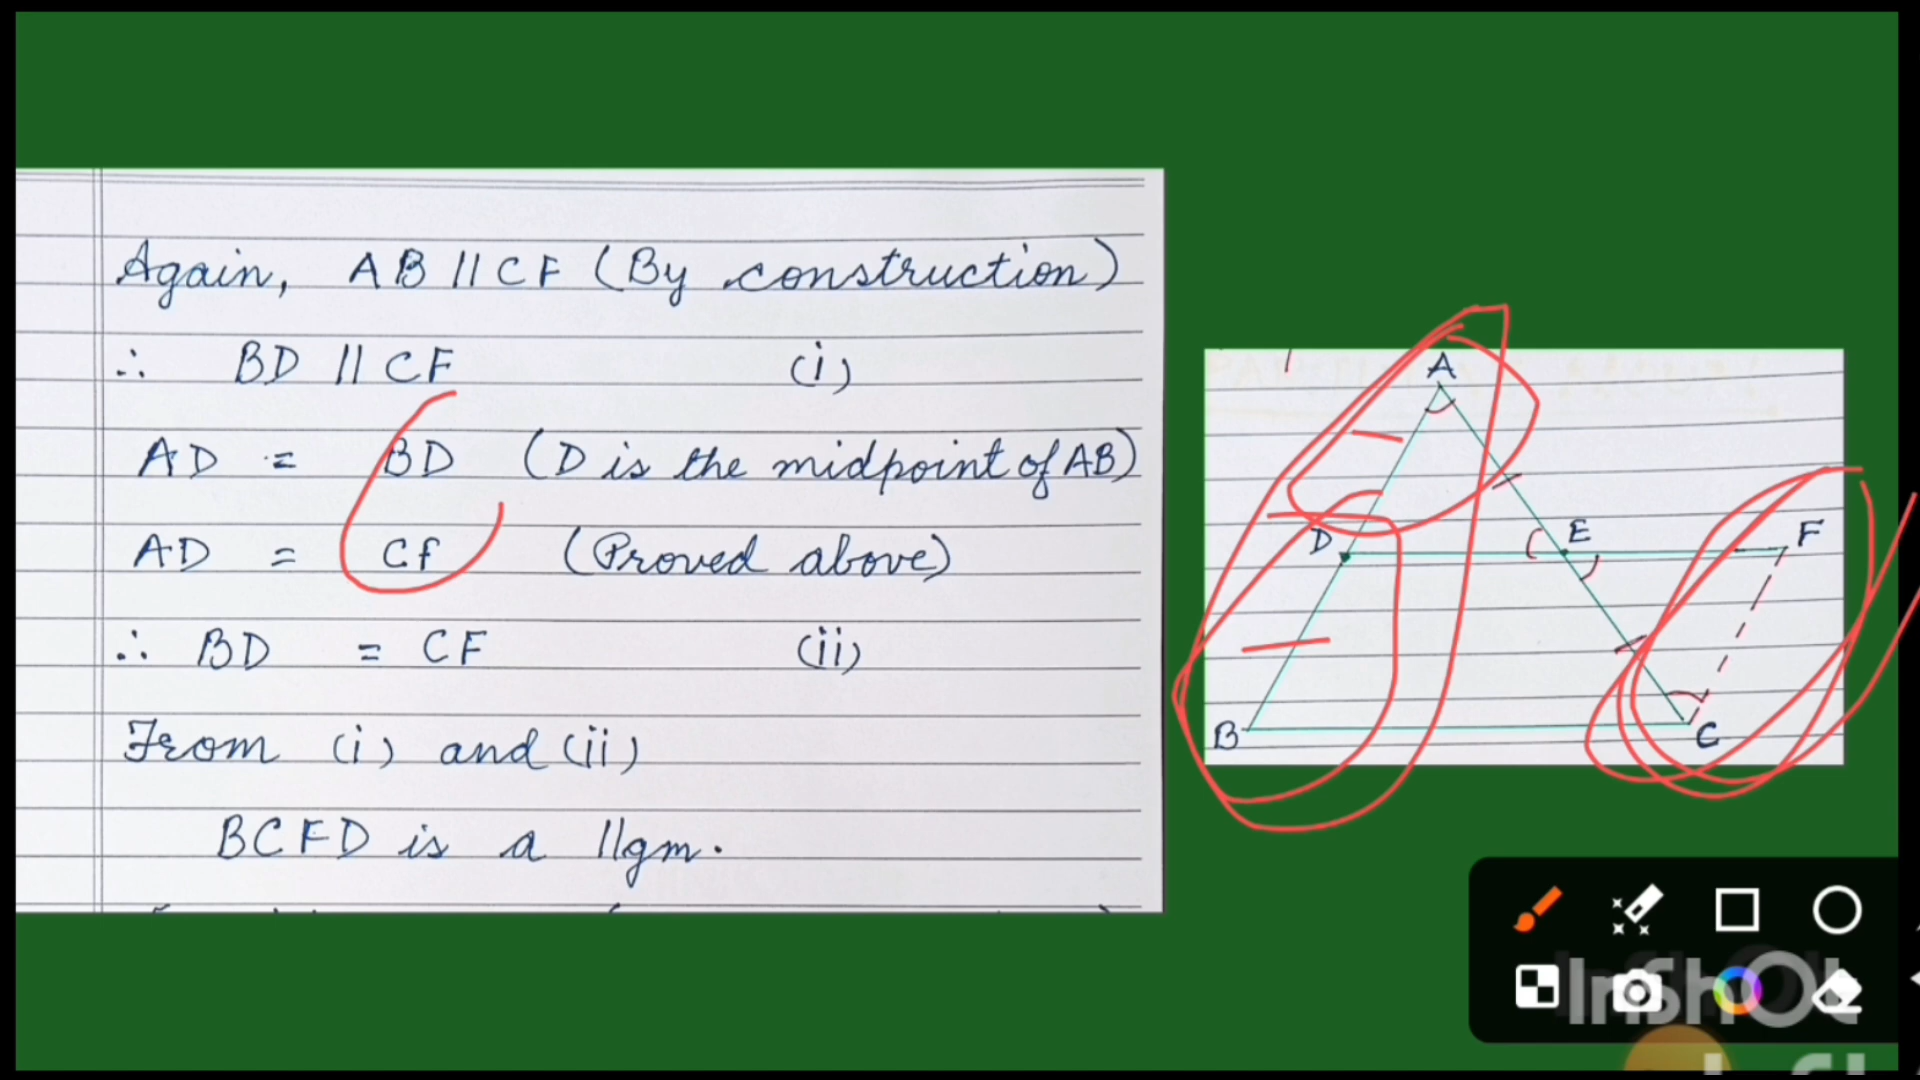 Again, AB || CF (By construction)
∴ BD || CF (i)
AD = BD (D is the midpoint of AB)
AD = Cf (Proved above)
∴ BD = CF (ii)
From (i) and (ii)
BCFD is a ||gm.
A
D
E
F
B
C
InShOt